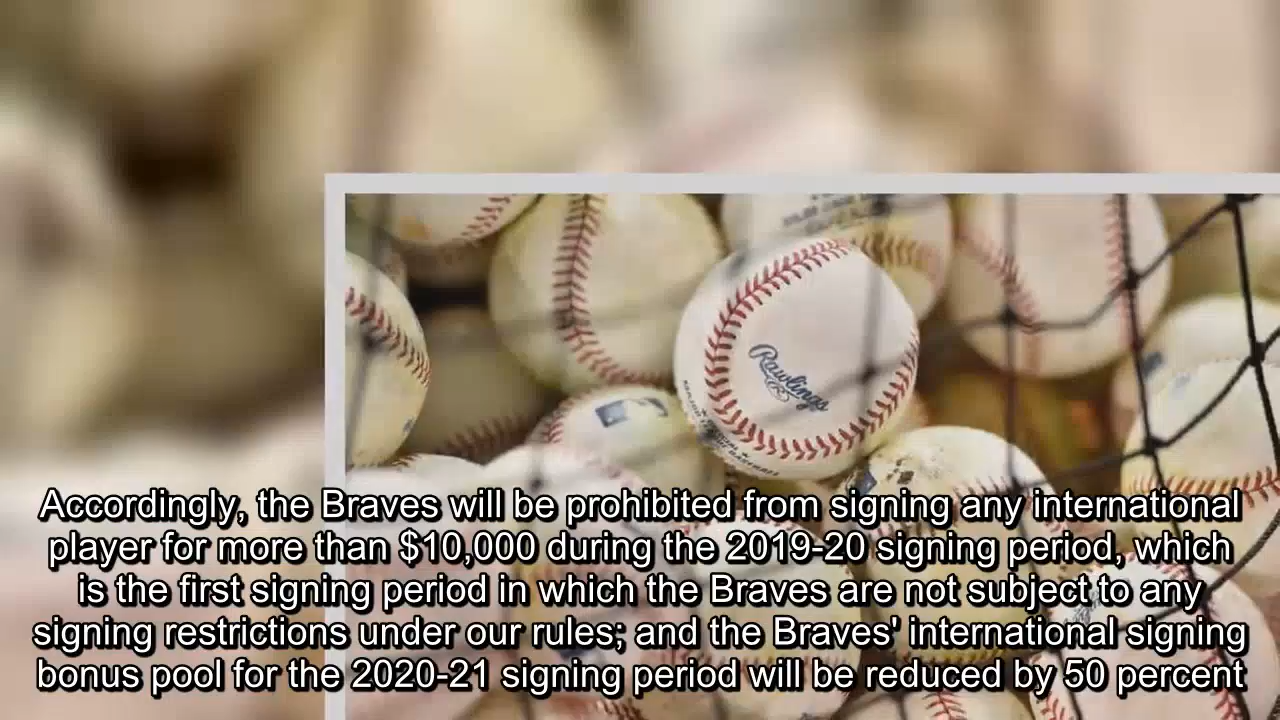 Rawlings
Accordingly, the Braves will be prohibited from signing any international
player for more than $10,000 during the 2019-20 signing period, which
is the first signing period in which the Braves are not subject to any
signing restrictions under our rules; and the Braves' international signing
bonus pool for the 2020-21 signing period will be reduced by 50 percent